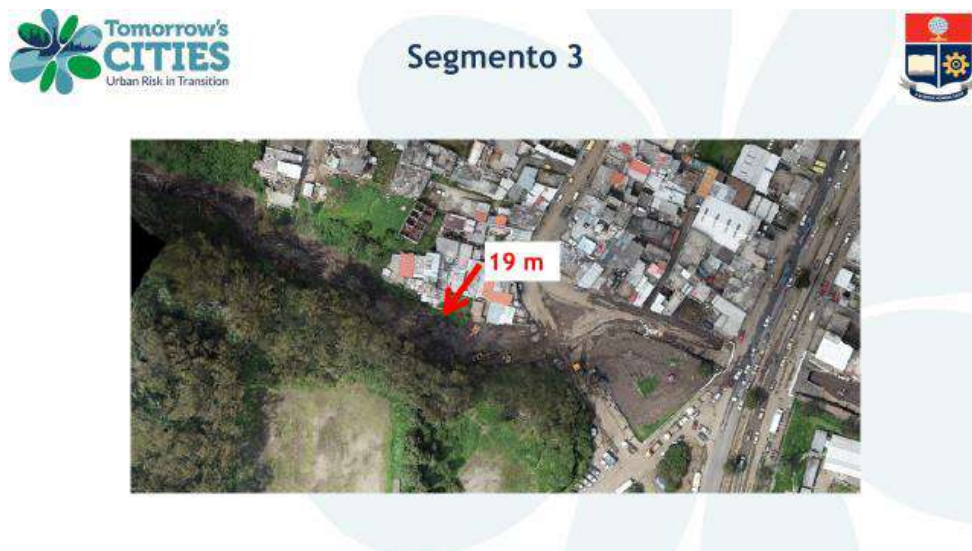 Tomorrow's
CITIES
Urban Risk in Transition
Segmento 3
19 m